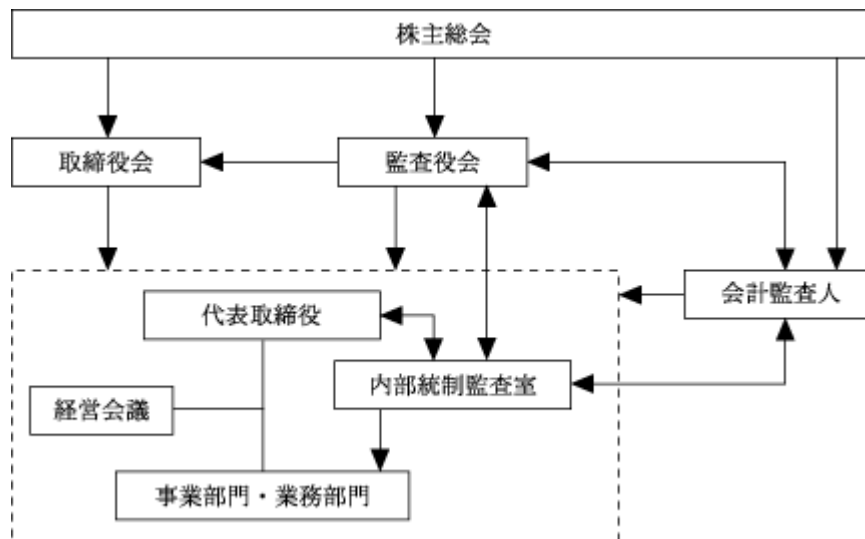 株主総会
取締役会
監査役会
会計監査人
代表取締役
内部統制監査室
経営会議
事業部門・業務部門